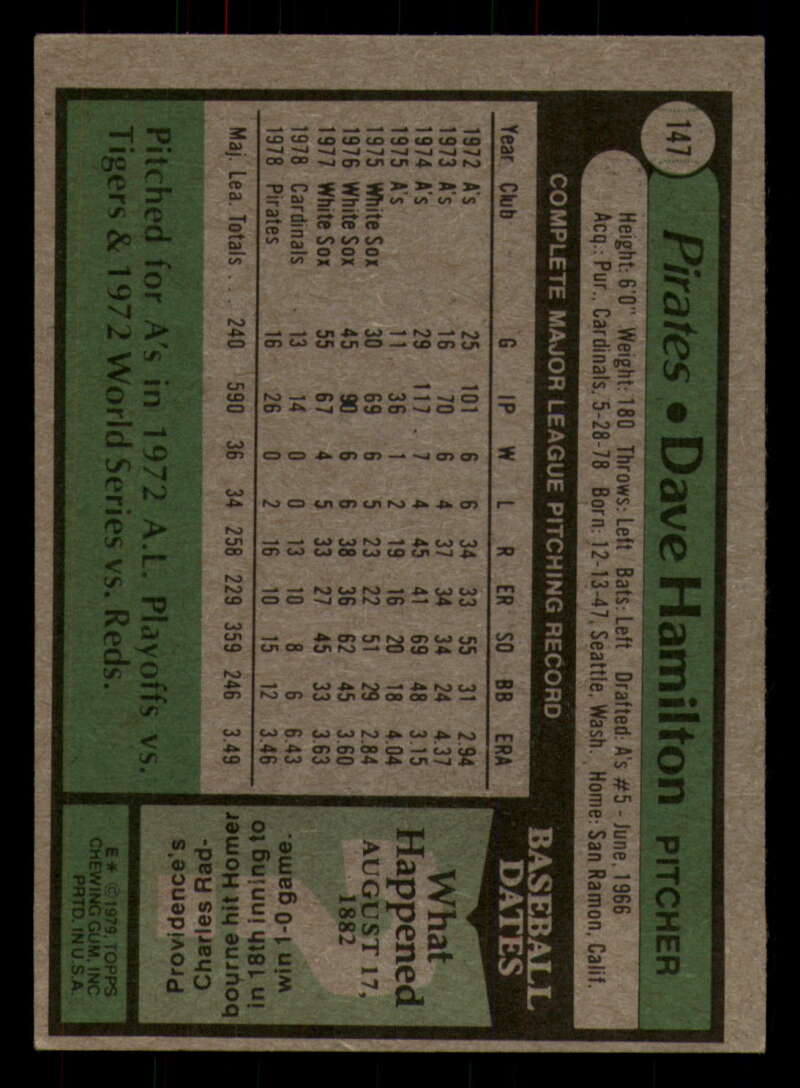 147
Pirates • Dave Hamilton PITCHER
Height: 6'0" Weight: 180 Throws: Left Bats: Left Drafted: A's #5 - June, 1966
Acq.: Pur., Cardinals, 5-28-78 Born: 12-13-47, Seattle, Wash. Home: San Ramon, Calif.
COMPLETE MAJOR LEAGUE PITCHING RECORD
Year Club G IP W L R ER SO BB ERA
1972 A's 25 101 6 6 34 33 55 31 2.94
1973 A's 16 70 6 4 37 34 34 24 4.37
1974 A's 29 117 7 4 45 41 69 48 3.15
1975 A's 11 36 1 2 19 16 20 18 4.04
1975 White Sox 30 69 6 5 23 22 51 29 2.84
1976 White Sox 45 90 6 6 38 36 62 45 3.60
1977 White Sox 55 67 4 5 33 27 45 33 3.63
1978 Cardinals 13 14 0 0 13 10 8 6 6.43
1978 Pirates 16 26 0 2 16 10 15 12 3.46
Maj. Lea. Totals . . . 240 590 36 34 258 229 359 246 3.49
Pitched for A's in 1972 A.L. Playoffs vs.
Tigers & 1972 World Series vs. Reds.
BASEBALL
DATES
What
Happened
AUGUST 17,
1882
Providence's
Charles Rad-
bourne hit Homer
in 18th inning to
win 1-0 game.
E * © 1979, TOPPS
CHEWING GUM, INC
PRTD. IN U.S.A.